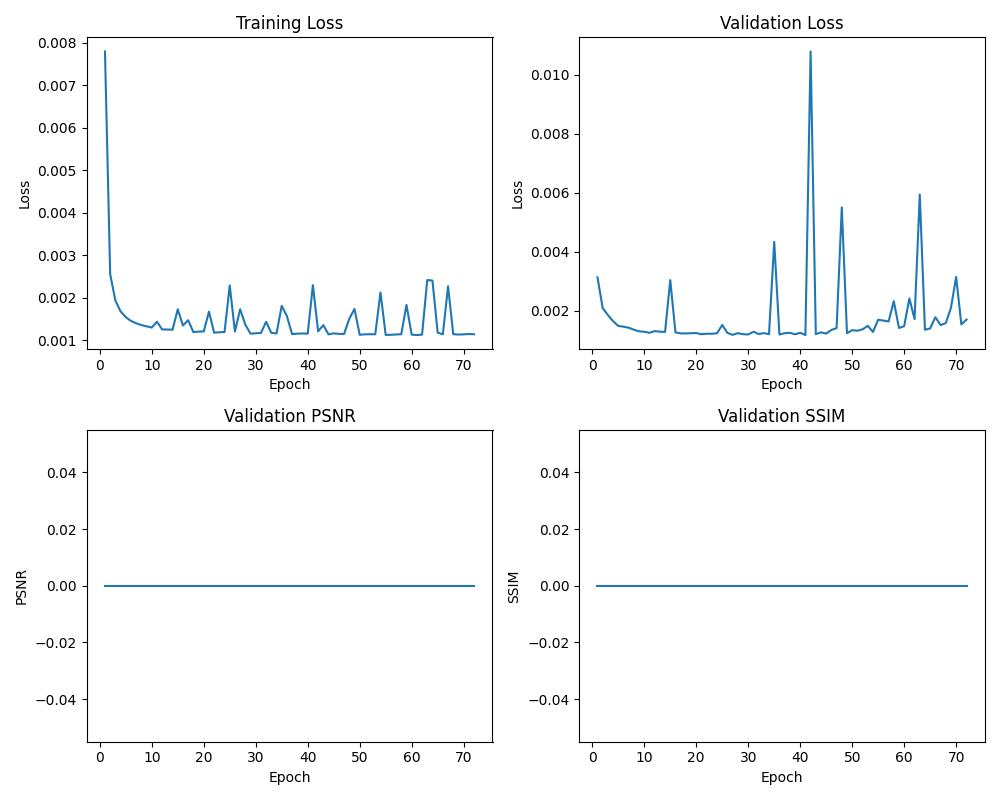 Training Loss
0.008
0.007
0.006
0.005
0.004
0.003
0.002
0.001
Loss
0 10 20 30 40 50 60 70
Epoch
Validation Loss
0.010
0.008
0.006
0.004
0.002
Loss
0 10 20 30 40 50 60 70
Epoch
Validation PSNR
0.04
0.02
0.00
−0.02
−0.04
PSNR
0 10 20 30 40 50 60 70
Epoch
Validation SSIM
0.04
0.02
0.00
−0.02
−0.04
SSIM
0 10 20 30 40 50 60 70
Epoch